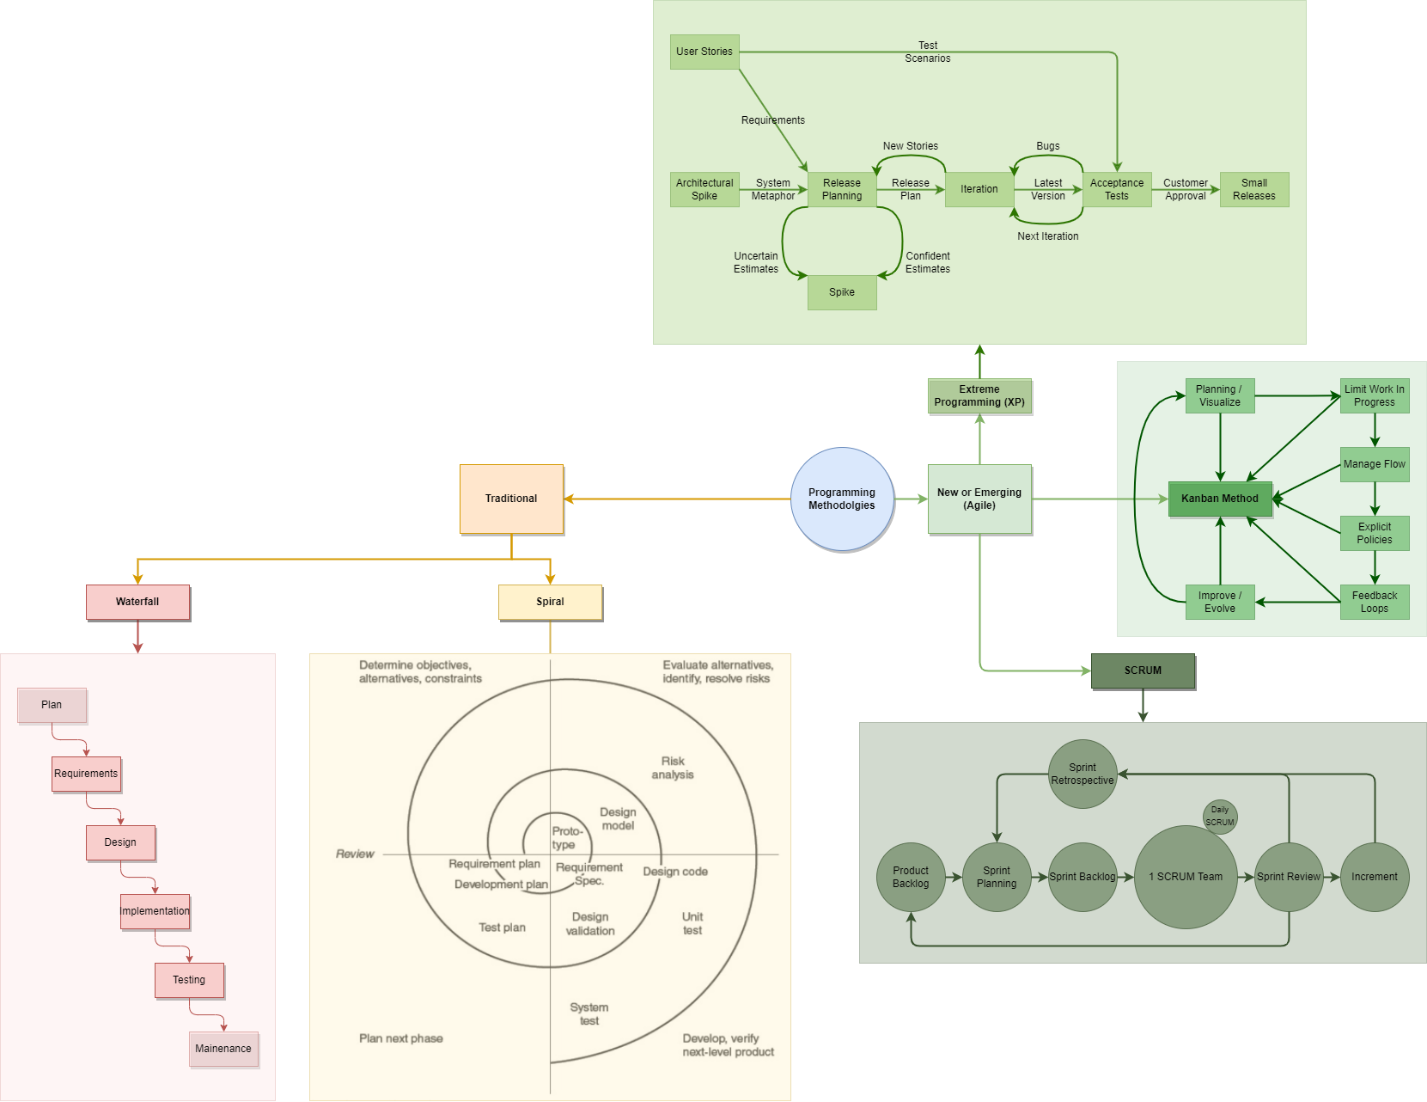 User Stories
Test
Scenarios
Requirements
New Stories
Bugs
Architectural
Spike
System
Metaphor
Release
Planning
Release
Plan
Iteration
Latest
Version
Acceptance
Tests
Customer
Approval
Small
Releases
Next Iteration
Uncertain
Estimates
Confident
Estimates
Spike
Extreme
Programming (XP)
Planning /
Visualize
Limit Work In
Progress
Manage Flow
Traditional
Programming
Methodolgies
New or Emerging
(Agile)
Kanban Method
Explicit
Policies
Improve /
Evolve
Feedback
Loops
Waterfall
Spiral
SCRUM
Plan
Requirements
Design
Implementation
Testing
Mainenance
Determine objectives,
alternatives, constraints
Evaluate alternatives,
identify, resolve risks
Risk
analysis
Design
model
Proto-
type
Review
Requirement plan
Requirement
Spec.
Design code
Development plan
Test plan
Design
validation
Unit
test
System
test
Plan next phase
Develop, verify
next-level product
Sprint
Retrospective
Daily
SCRUM
Product
Backlog
Sprint
Planning
Sprint Backlog
1 SCRUM Team
Sprint Review
Increment